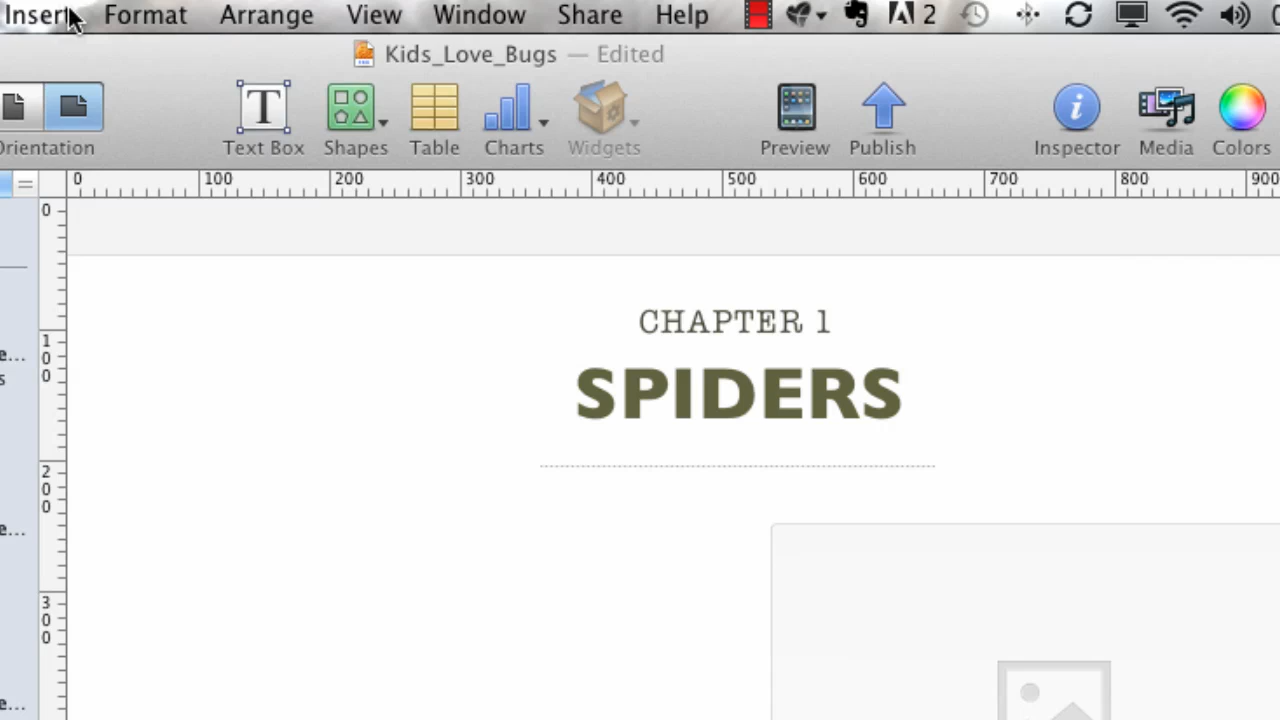 Insert Format Arrange View Window Share Help 2
Kids_Love_Bugs — Edited
Orientation Text Box Shapes Table Charts Widgets Preview Publish Inspector Media Colors
0 100 200 300 400 500 600 700 800 900
0
CHAPTER 1
100
SPIDERS
200
300